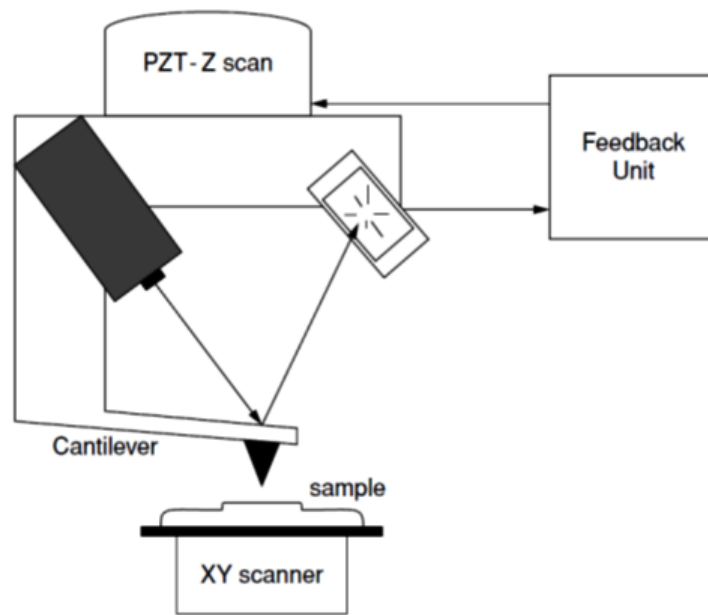 PZT - Z scan
Feedback
Unit
Cantilever
sample
XY scanner